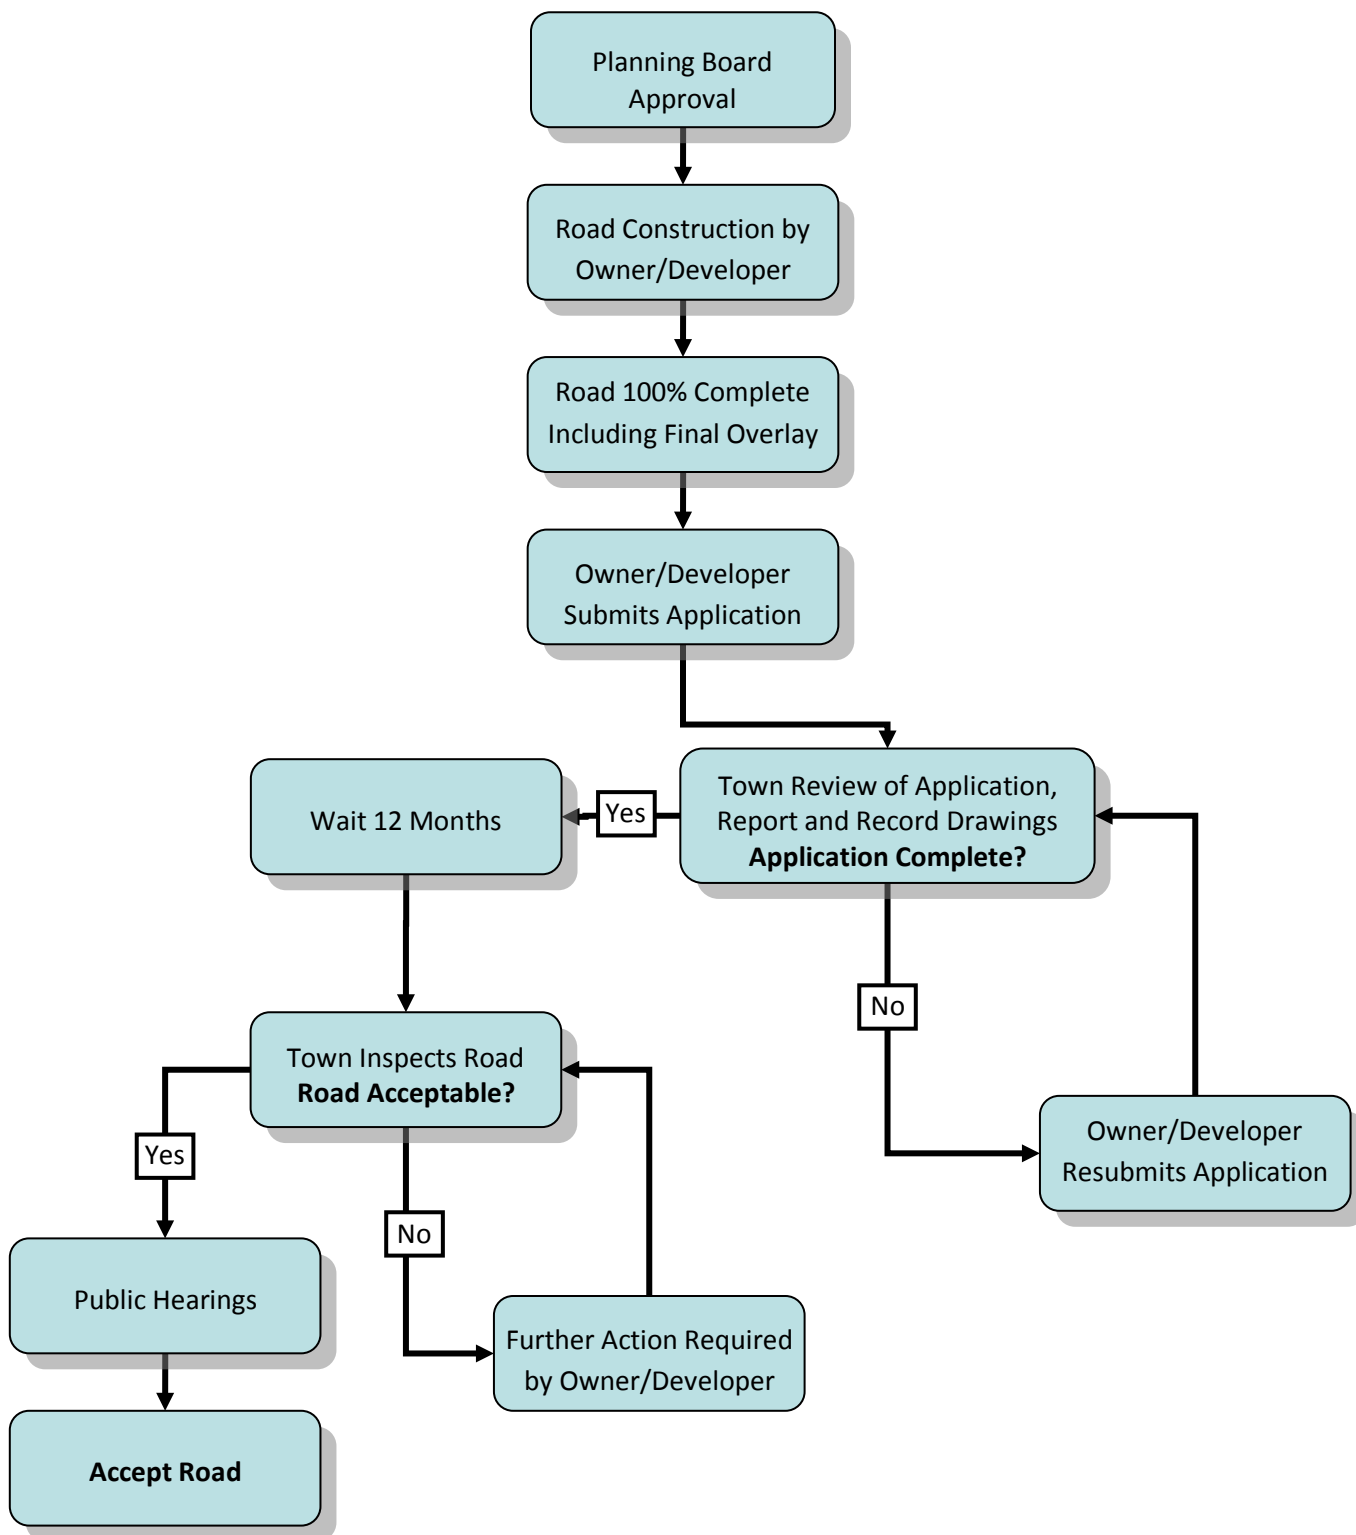 Planning Board
Approval
Road Construction by
Owner/Developer
Road 100% Complete
Including Final Overlay
Owner/Developer
Submits Application
Town Review of Application,
Report and Record Drawings
Application Complete?
Yes
Wait 12 Months
No
Owner/Developer
Resubmits Application
Town Inspects Road
Road Acceptable?
Yes
No
Public Hearings
Further Action Required
by Owner/Developer
Accept Road